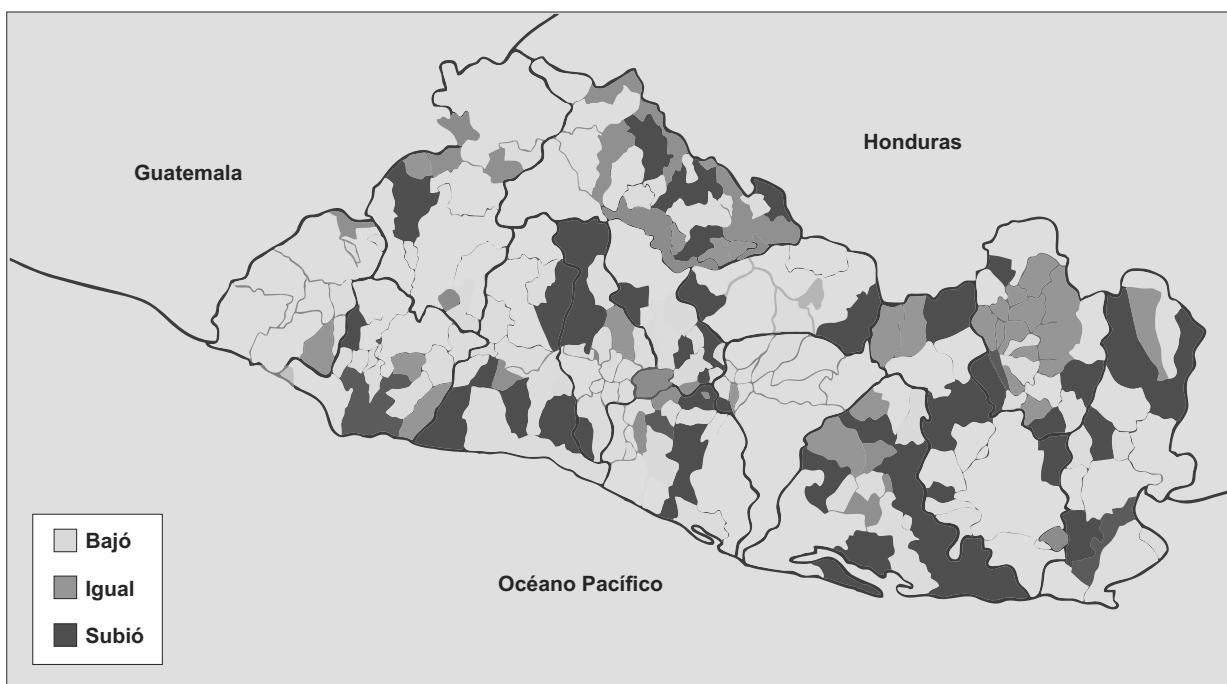 Honduras
Guatemala
Océano Pacífico
Bajó
Igual
Subió